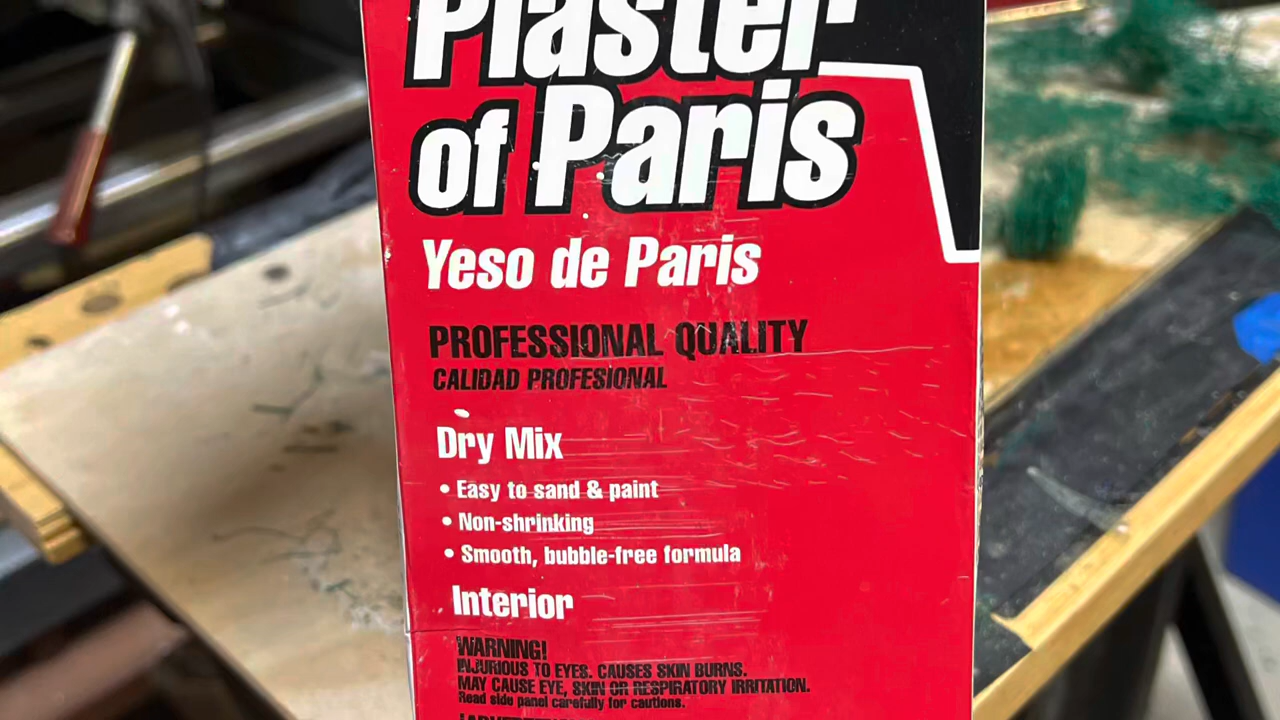 Plaster
of Paris
Yeso de Paris
PROFESSIONAL QUALITY
CALIDAD PROFESIONAL
Dry Mix
• Easy to sand & paint
• Non-shrinking
• Smooth, bubble-free formula
Interior
WARNING!
INJURIOUS TO EYES. CAUSES SKIN BURNS.
MAY CAUSE EYE, SKIN OR RESPIRATORY IRRITATION.
Read side panel carefully for cautions.